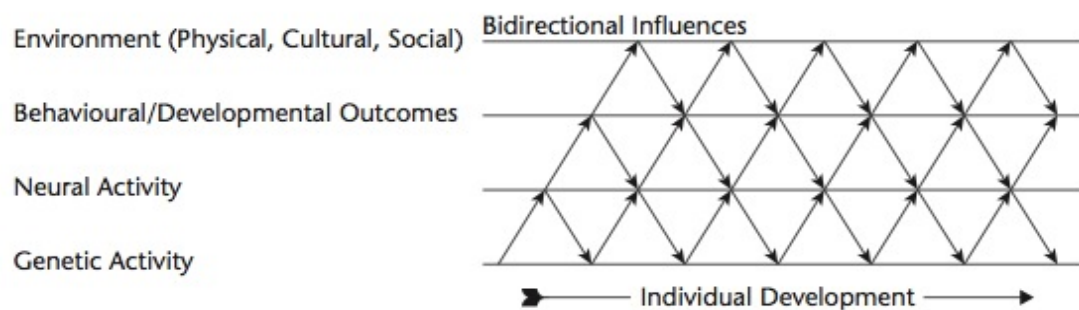 Bidirectional Influences
Environment (Physical, Cultural, Social)
Behavioural/Developmental Outcomes
Neural Activity
Genetic Activity
Individual Development